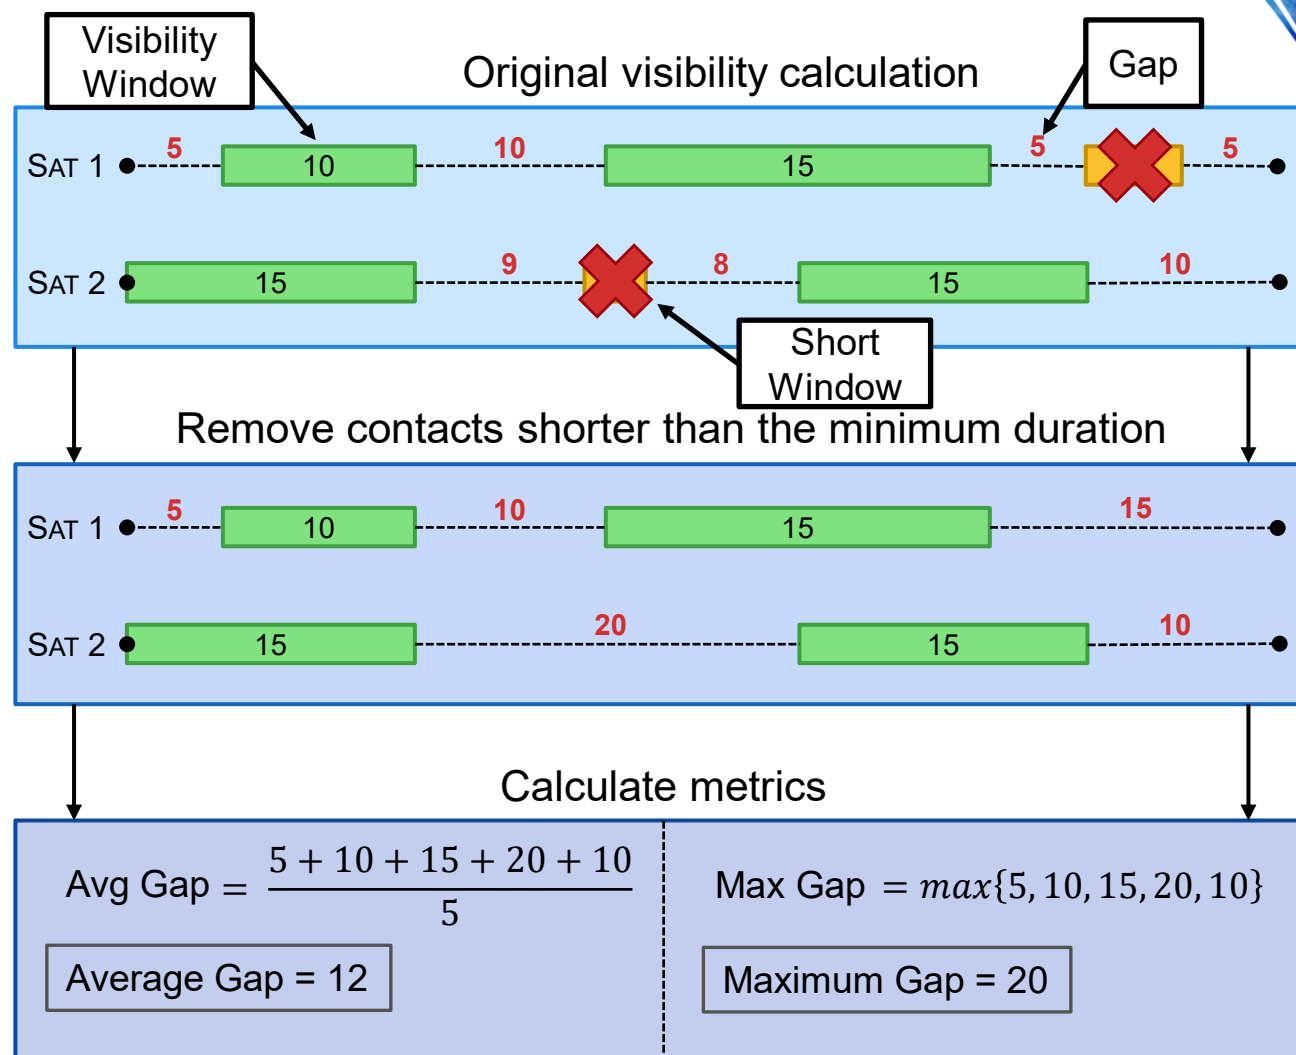 Visibility
Window
Original visibility calculation
Gap
SAT 1
5
10
10
15
5
5
SAT 2
15
9
8
15
10
Short
Window
Remove contacts shorter than the minimum duration
SAT 1
5
10
10
15
15
SAT 2
15
20
15
10
Calculate metrics
Avg Gap = 5 + 10 + 15 + 20 + 10
5
Average Gap = 12
Max Gap = max{5, 10, 15, 20, 10}
Maximum Gap = 20